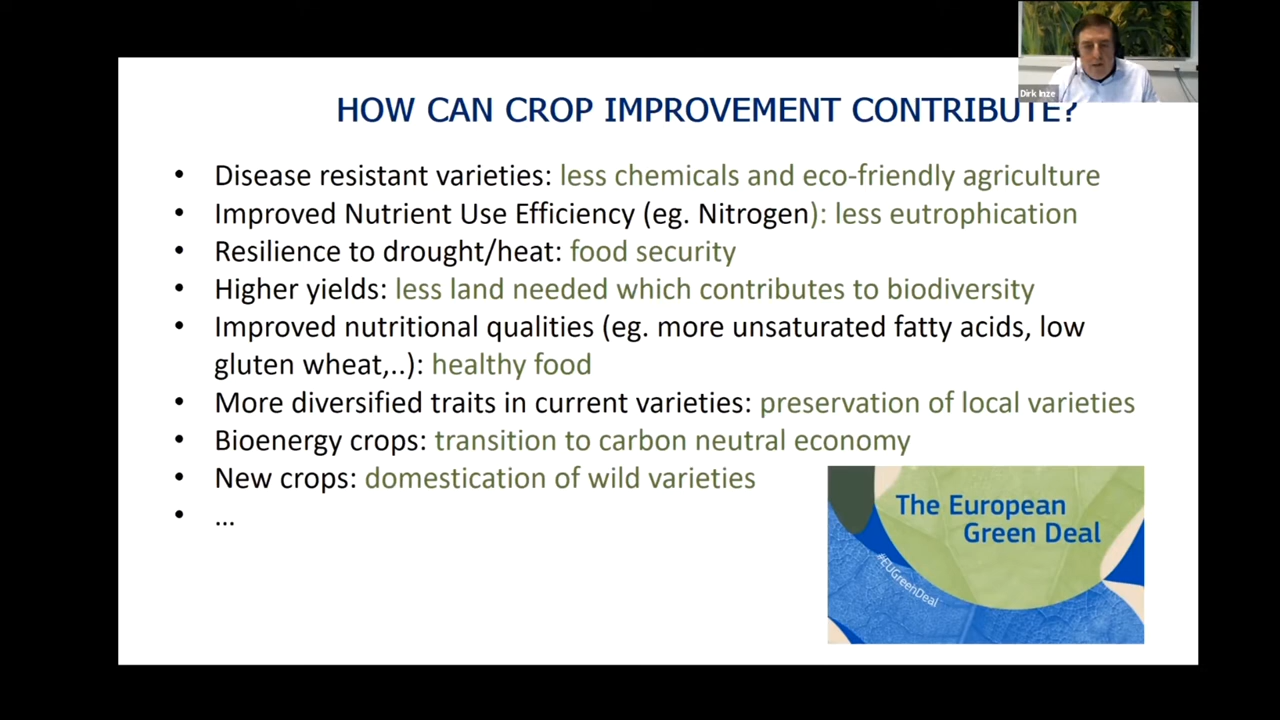 Dirk Inze
HOW CAN CROP IMPROVEMENT CONTRIBUTE?
• Disease resistant varieties: less chemicals and eco-friendly agriculture
• Improved Nutrient Use Efficiency (eg. Nitrogen): less eutrophication
• Resilience to drought/heat: food security
• Higher yields: less land needed which contributes to biodiversity
• Improved nutritional qualities (eg. more unsaturated fatty acids, low
gluten wheat,..): healthy food
• More diversified traits in current varieties: preservation of local varieties
• Bioenergy crops: transition to carbon neutral economy
• New crops: domestication of wild varieties
• ...
The European
Green Deal
#EUGreenDeal